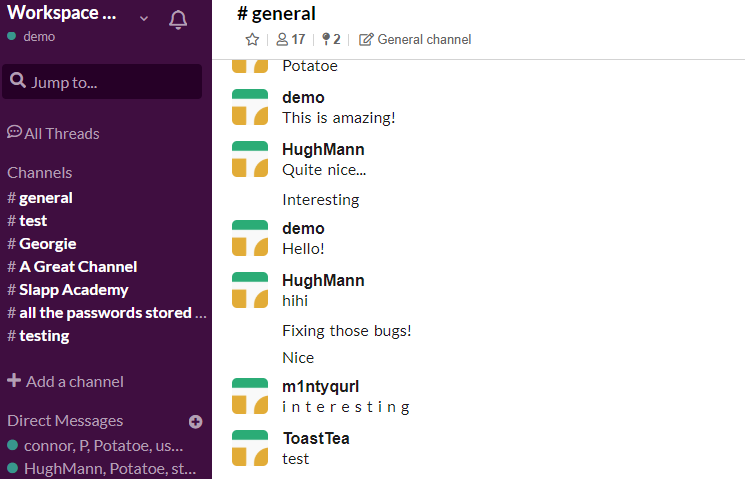 Workspace ...
demo
Jump to...
All Threads
Channels
# general
# test
# Georgie
# A Great Channel
# Slapp Academy
# all the passwords stored ...
# testing
+ Add a channel
Direct Messages
connor, P, Potatoe, us...
HughMann, Potatoe, st...
# general
17
2
General channel
Potatoe
demo
This is amazing!
HughMann
Quite nice...
Interesting
demo
Hello!
HughMann
hihi
Fixing those bugs!
Nice
m1ntyqurl
i n t e r e s t i n g
ToastTea
test